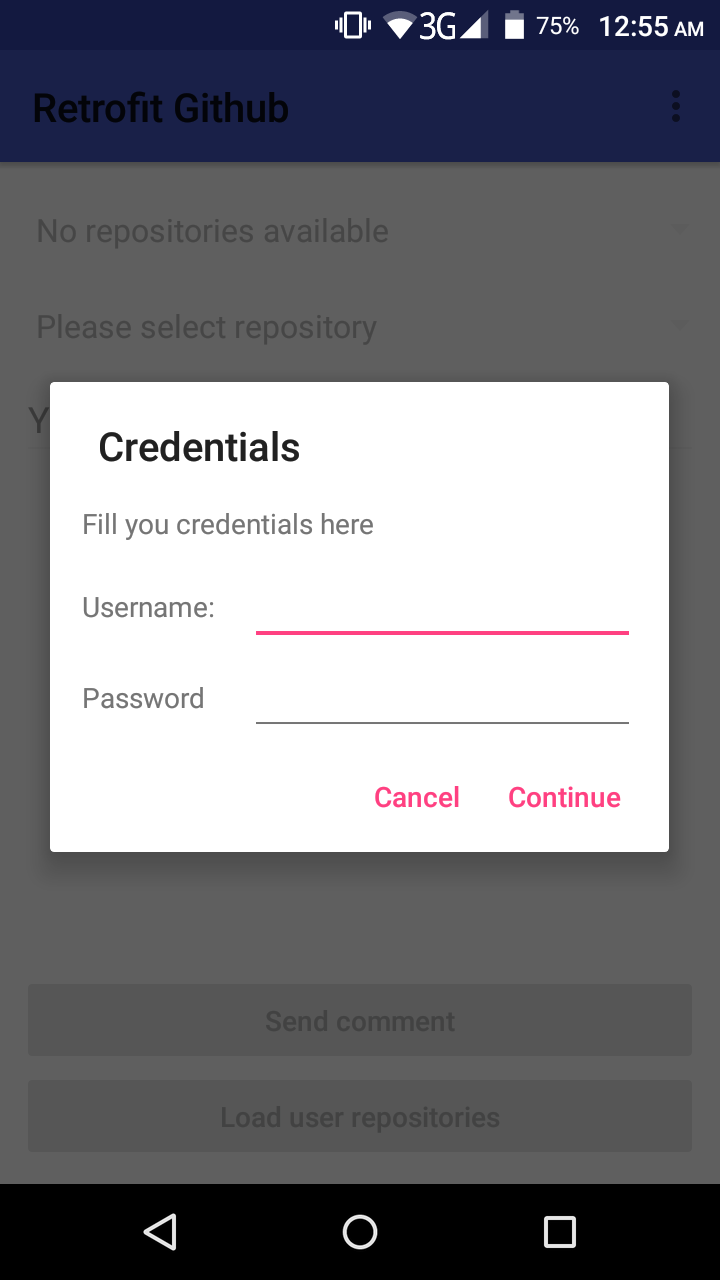 3G 75% 12:55 AM
Retrofit Github
No repositories available
Please select repository
Y
Credentials
Fill you credentials here
Username:
Password
Cancel Continue
Send comment
Load user repositories